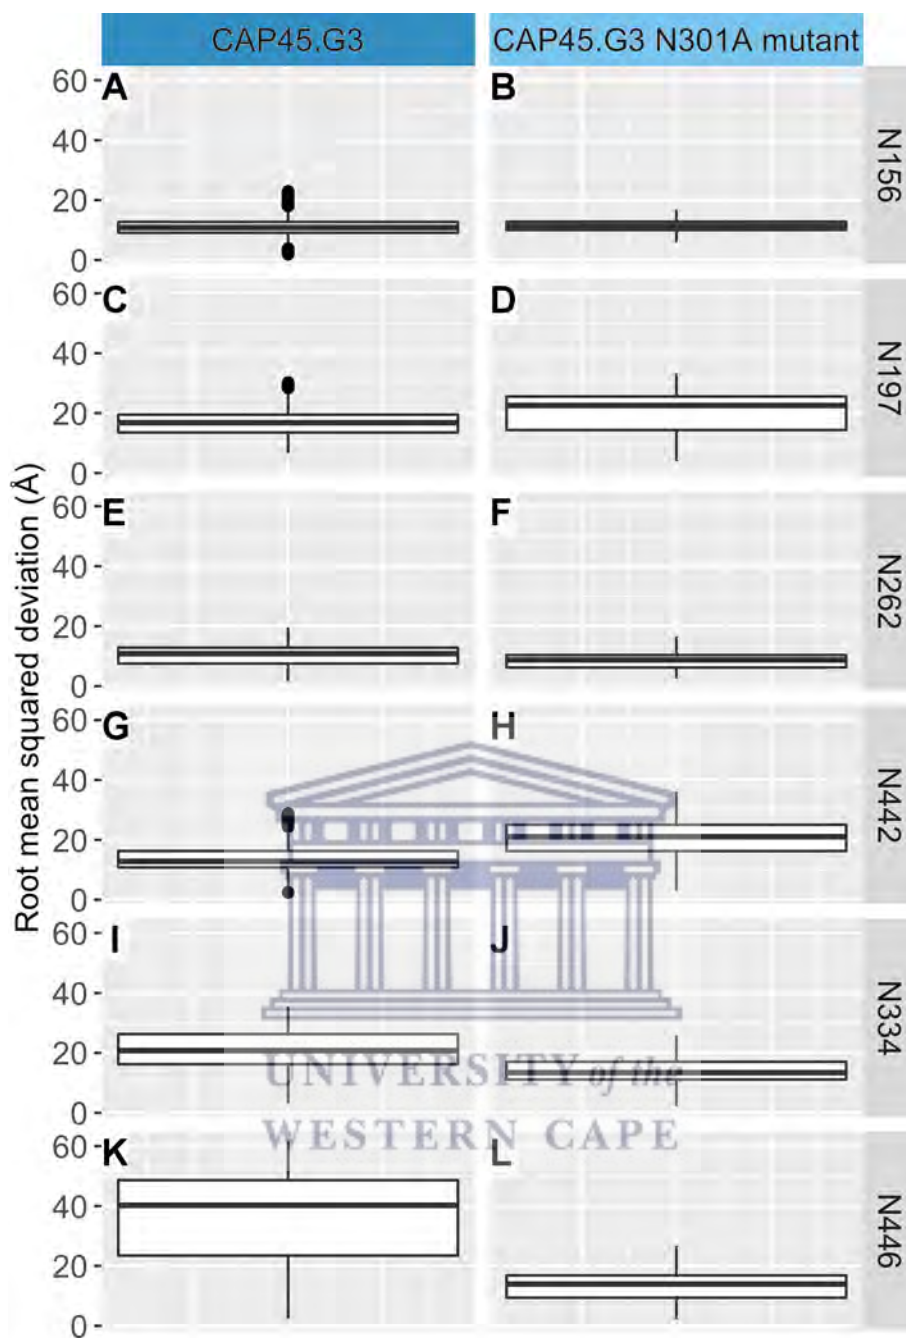 CAP45.G3 CAP45.G3 N301A mutant
Root mean squared deviation (Å)
A B N156
60
40
20
0
C D N197
60
40
20
0
E F N262
60
40
20
0
G H N442
60
40
20
0
I J N334
60
40
20
0
K L N446
60
40
20
0
UNIVERSITY of the
WESTERN CAPE